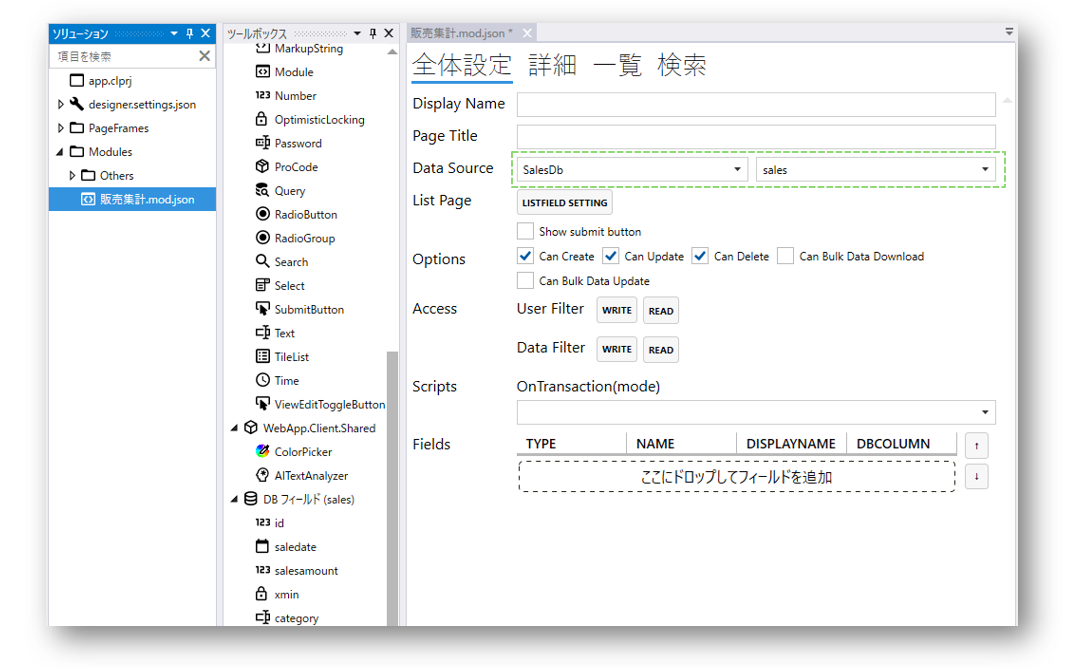 ソリューション
項目を検索
app.clprj
designer.settings.json
PageFrames
Modules
Others
販売集計.mod.json
ツールボックス
MarkupString
Module
123 Number
OptimisticLocking
Password
ProCode
Query
RadioButton
RadioGroup
Search
Select
SubmitButton
Text
TileList
Time
ViewEditToggleButton
WebApp.Client.Shared
ColorPicker
AITextAnalyzer
DB フィールド (sales)
123 id
saledate
123 salesamount
xmin
category
販売集計.mod.json *
全体設定 詳細 一覧 検索
Display Name
Page Title
Data Source SalesDb sales
List Page LISTFIELD SETTING
Show submit button
Options Can Create Can Update Can Delete Can Bulk Data Download
Can Bulk Data Update
Access User Filter WRITE READ
Data Filter WRITE READ
Scripts OnTransaction(mode)
Fields TYPE NAME DISPLAYNAME DBCOLUMN ↑
ここにドロップしてフィールドを追加 ↓